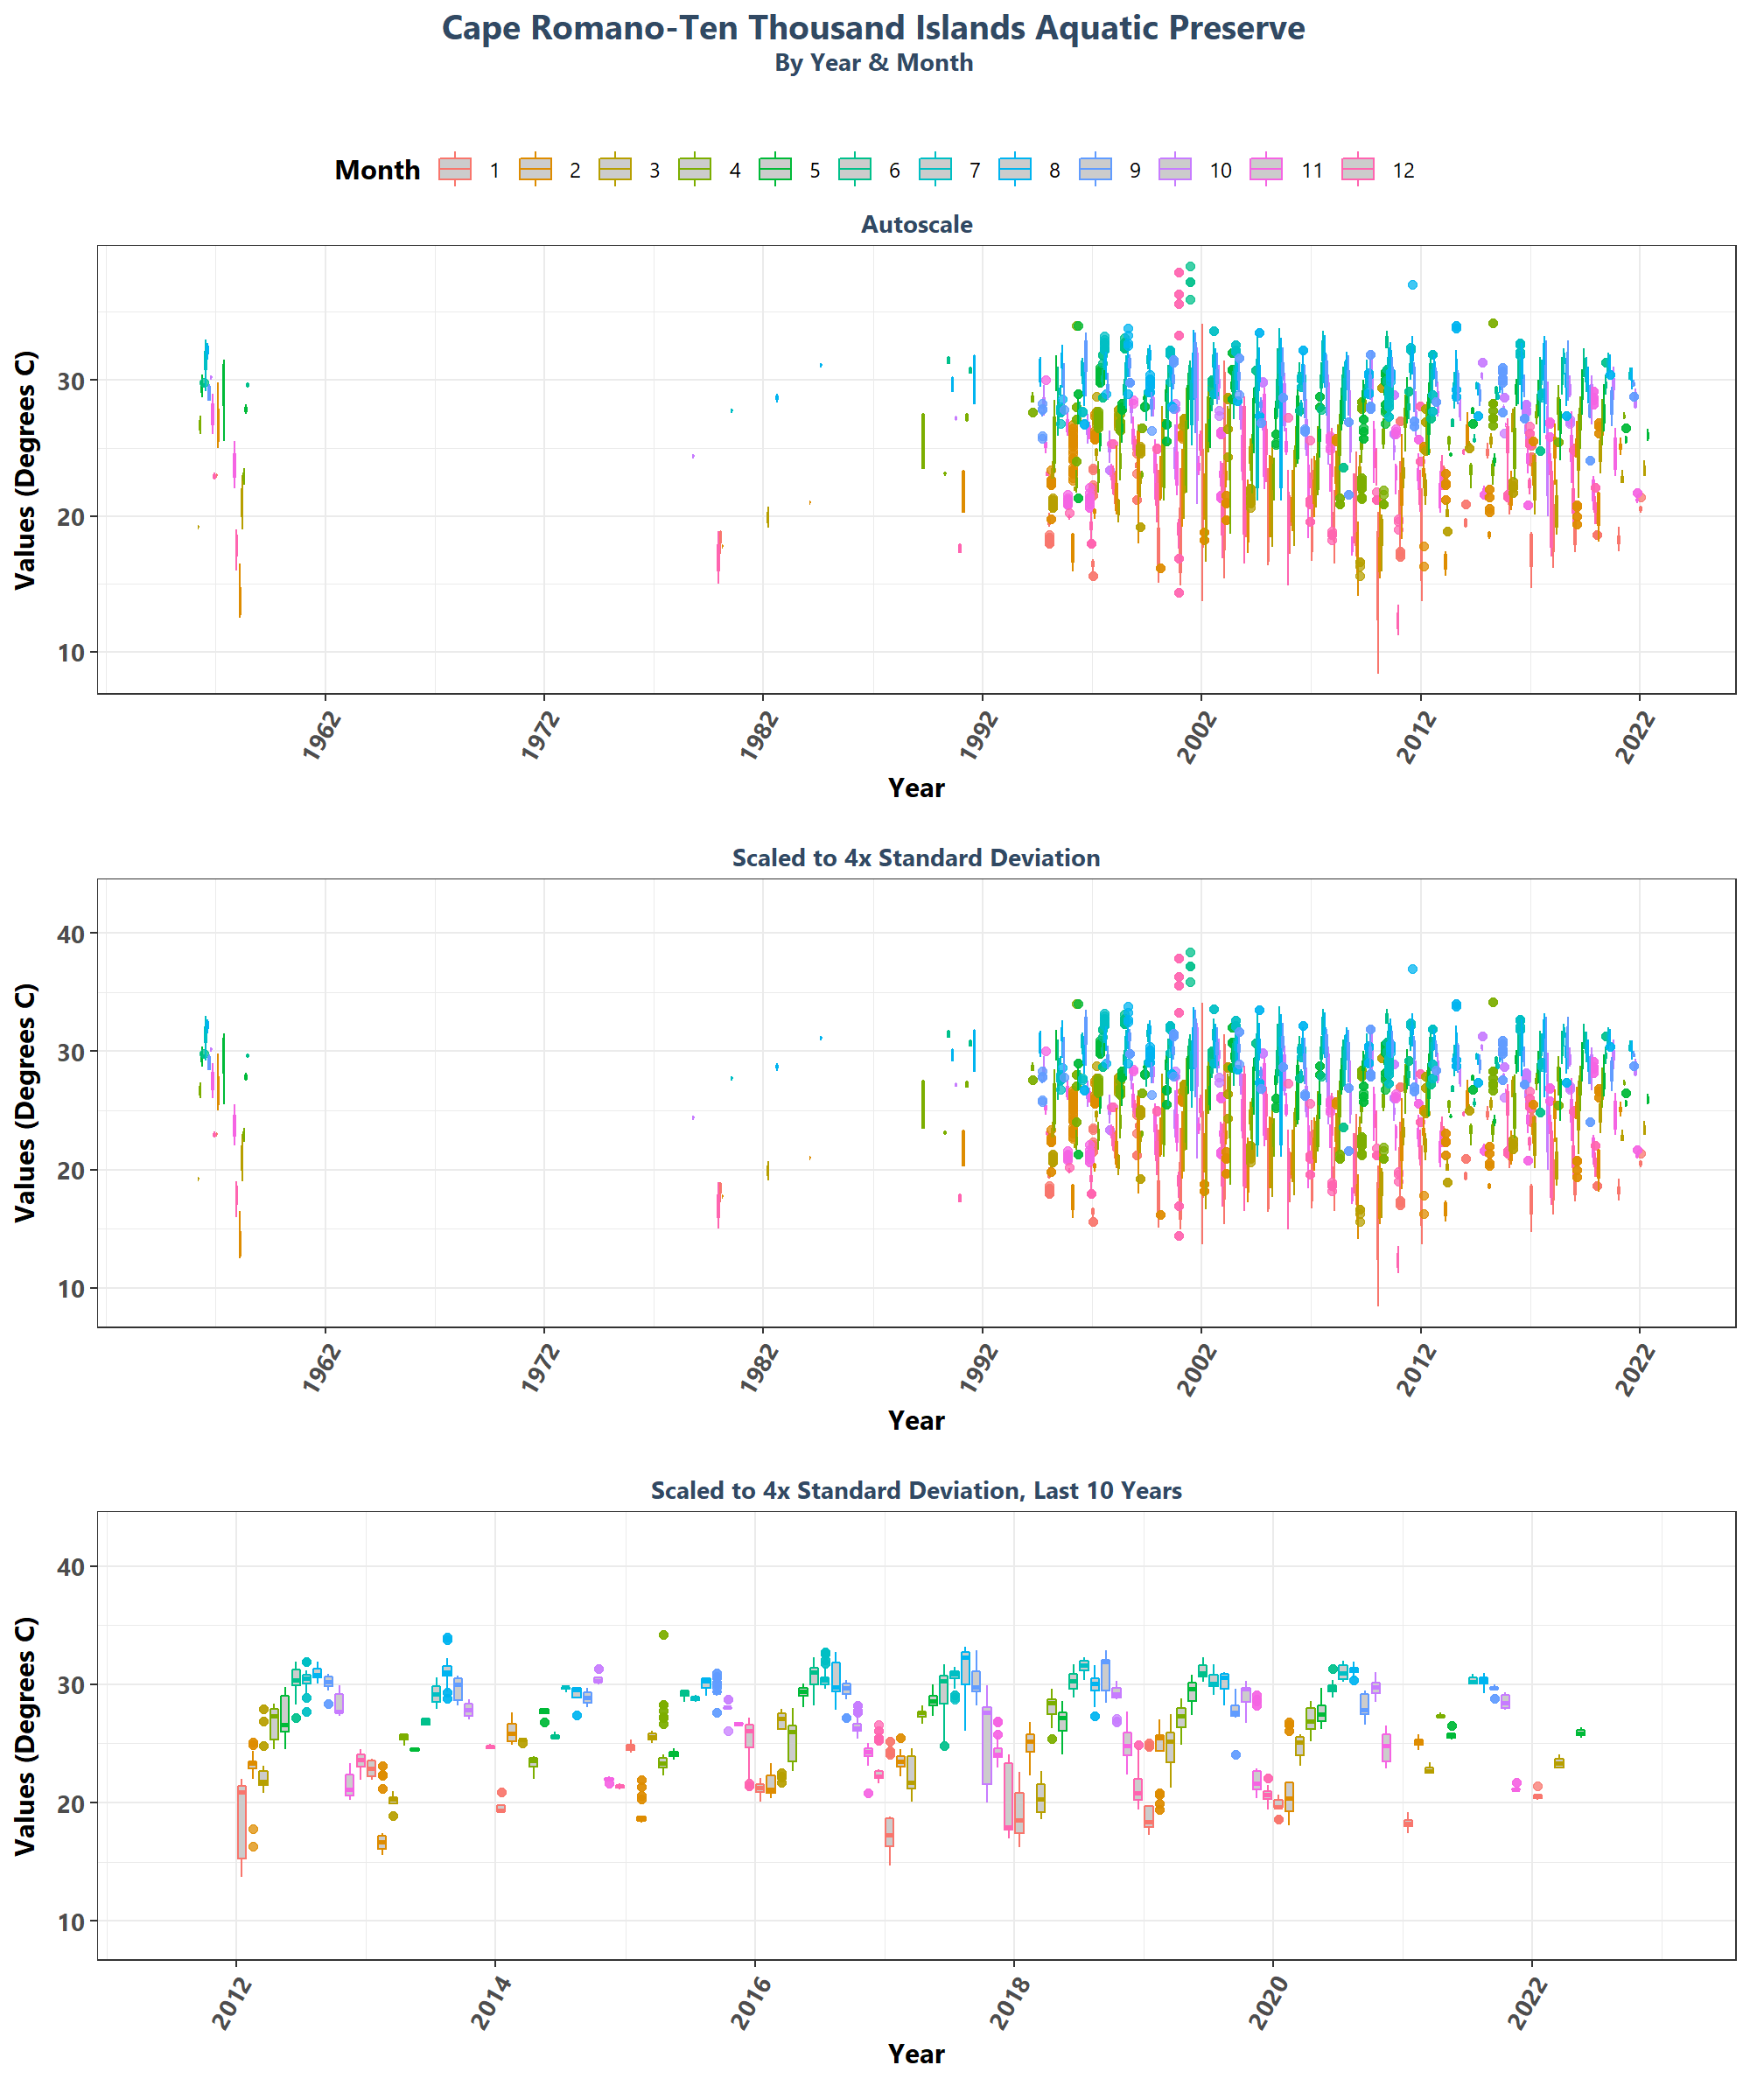 Cape Romano-Ten Thousand Islands Aquatic Preserve
By Year & Month
Month 1 2 3 4 5 6 7 8 9 10 11 12
Autoscale
Values (Degrees C)
30
20
10
1962 1972 1982 1992 2002 2012 2022
Year
Scaled to 4x Standard Deviation
Values (Degrees C)
40
30
20
10
1962 1972 1982 1992 2002 2012 2022
Year
Scaled to 4x Standard Deviation, Last 10 Years
Values (Degrees C)
40
30
20
10
2012 2014 2016 2018 2020 2022
Year